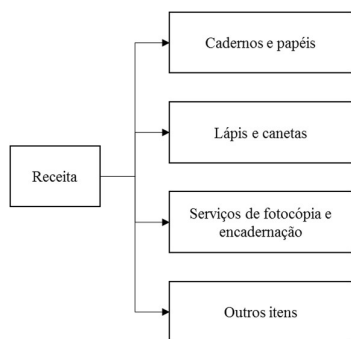 Cadernos e papéis
Lápis e canetas
Receita
Serviços de fotocópia e
encadernação
Outros itens